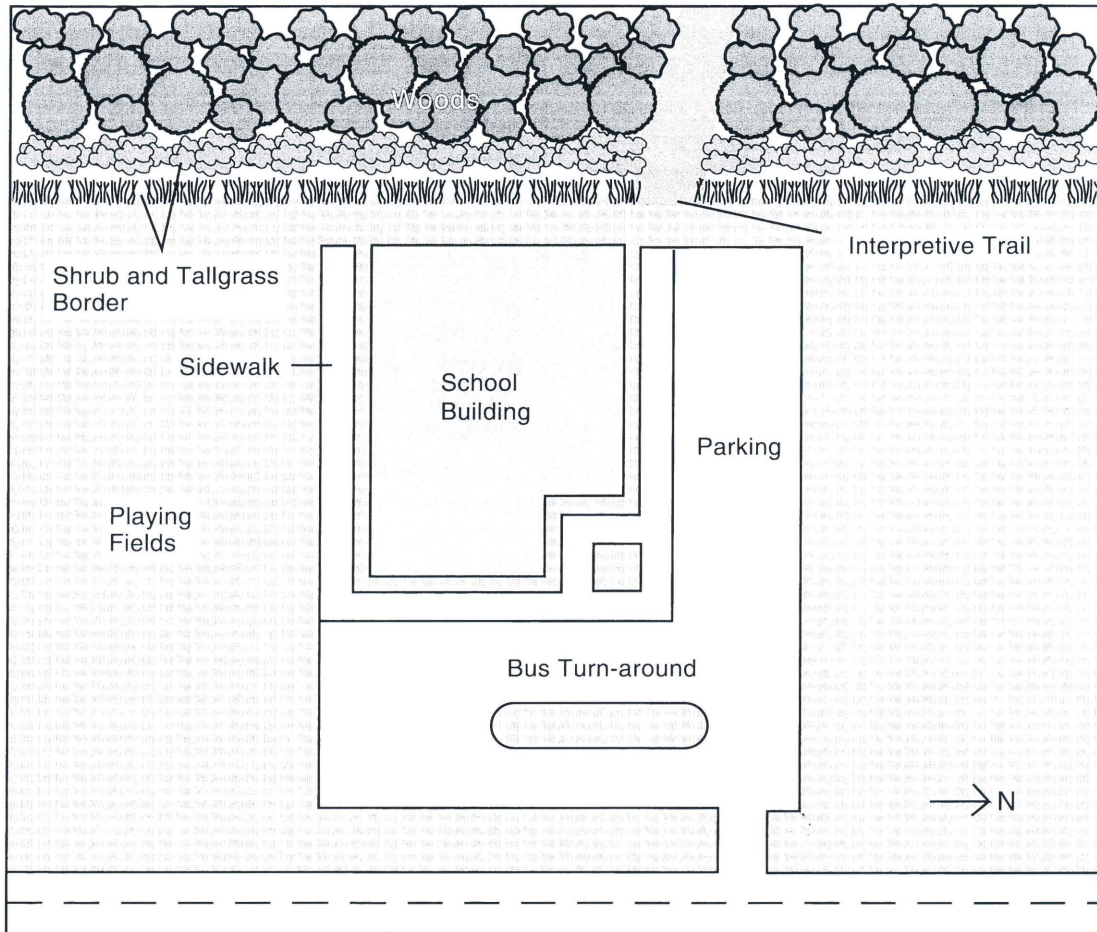 Woods
Interpretive Trail
Shrub and Tallgrass
Border
Sidewalk
School
Building
Parking
Playing
Fields
Bus Turn-around
N